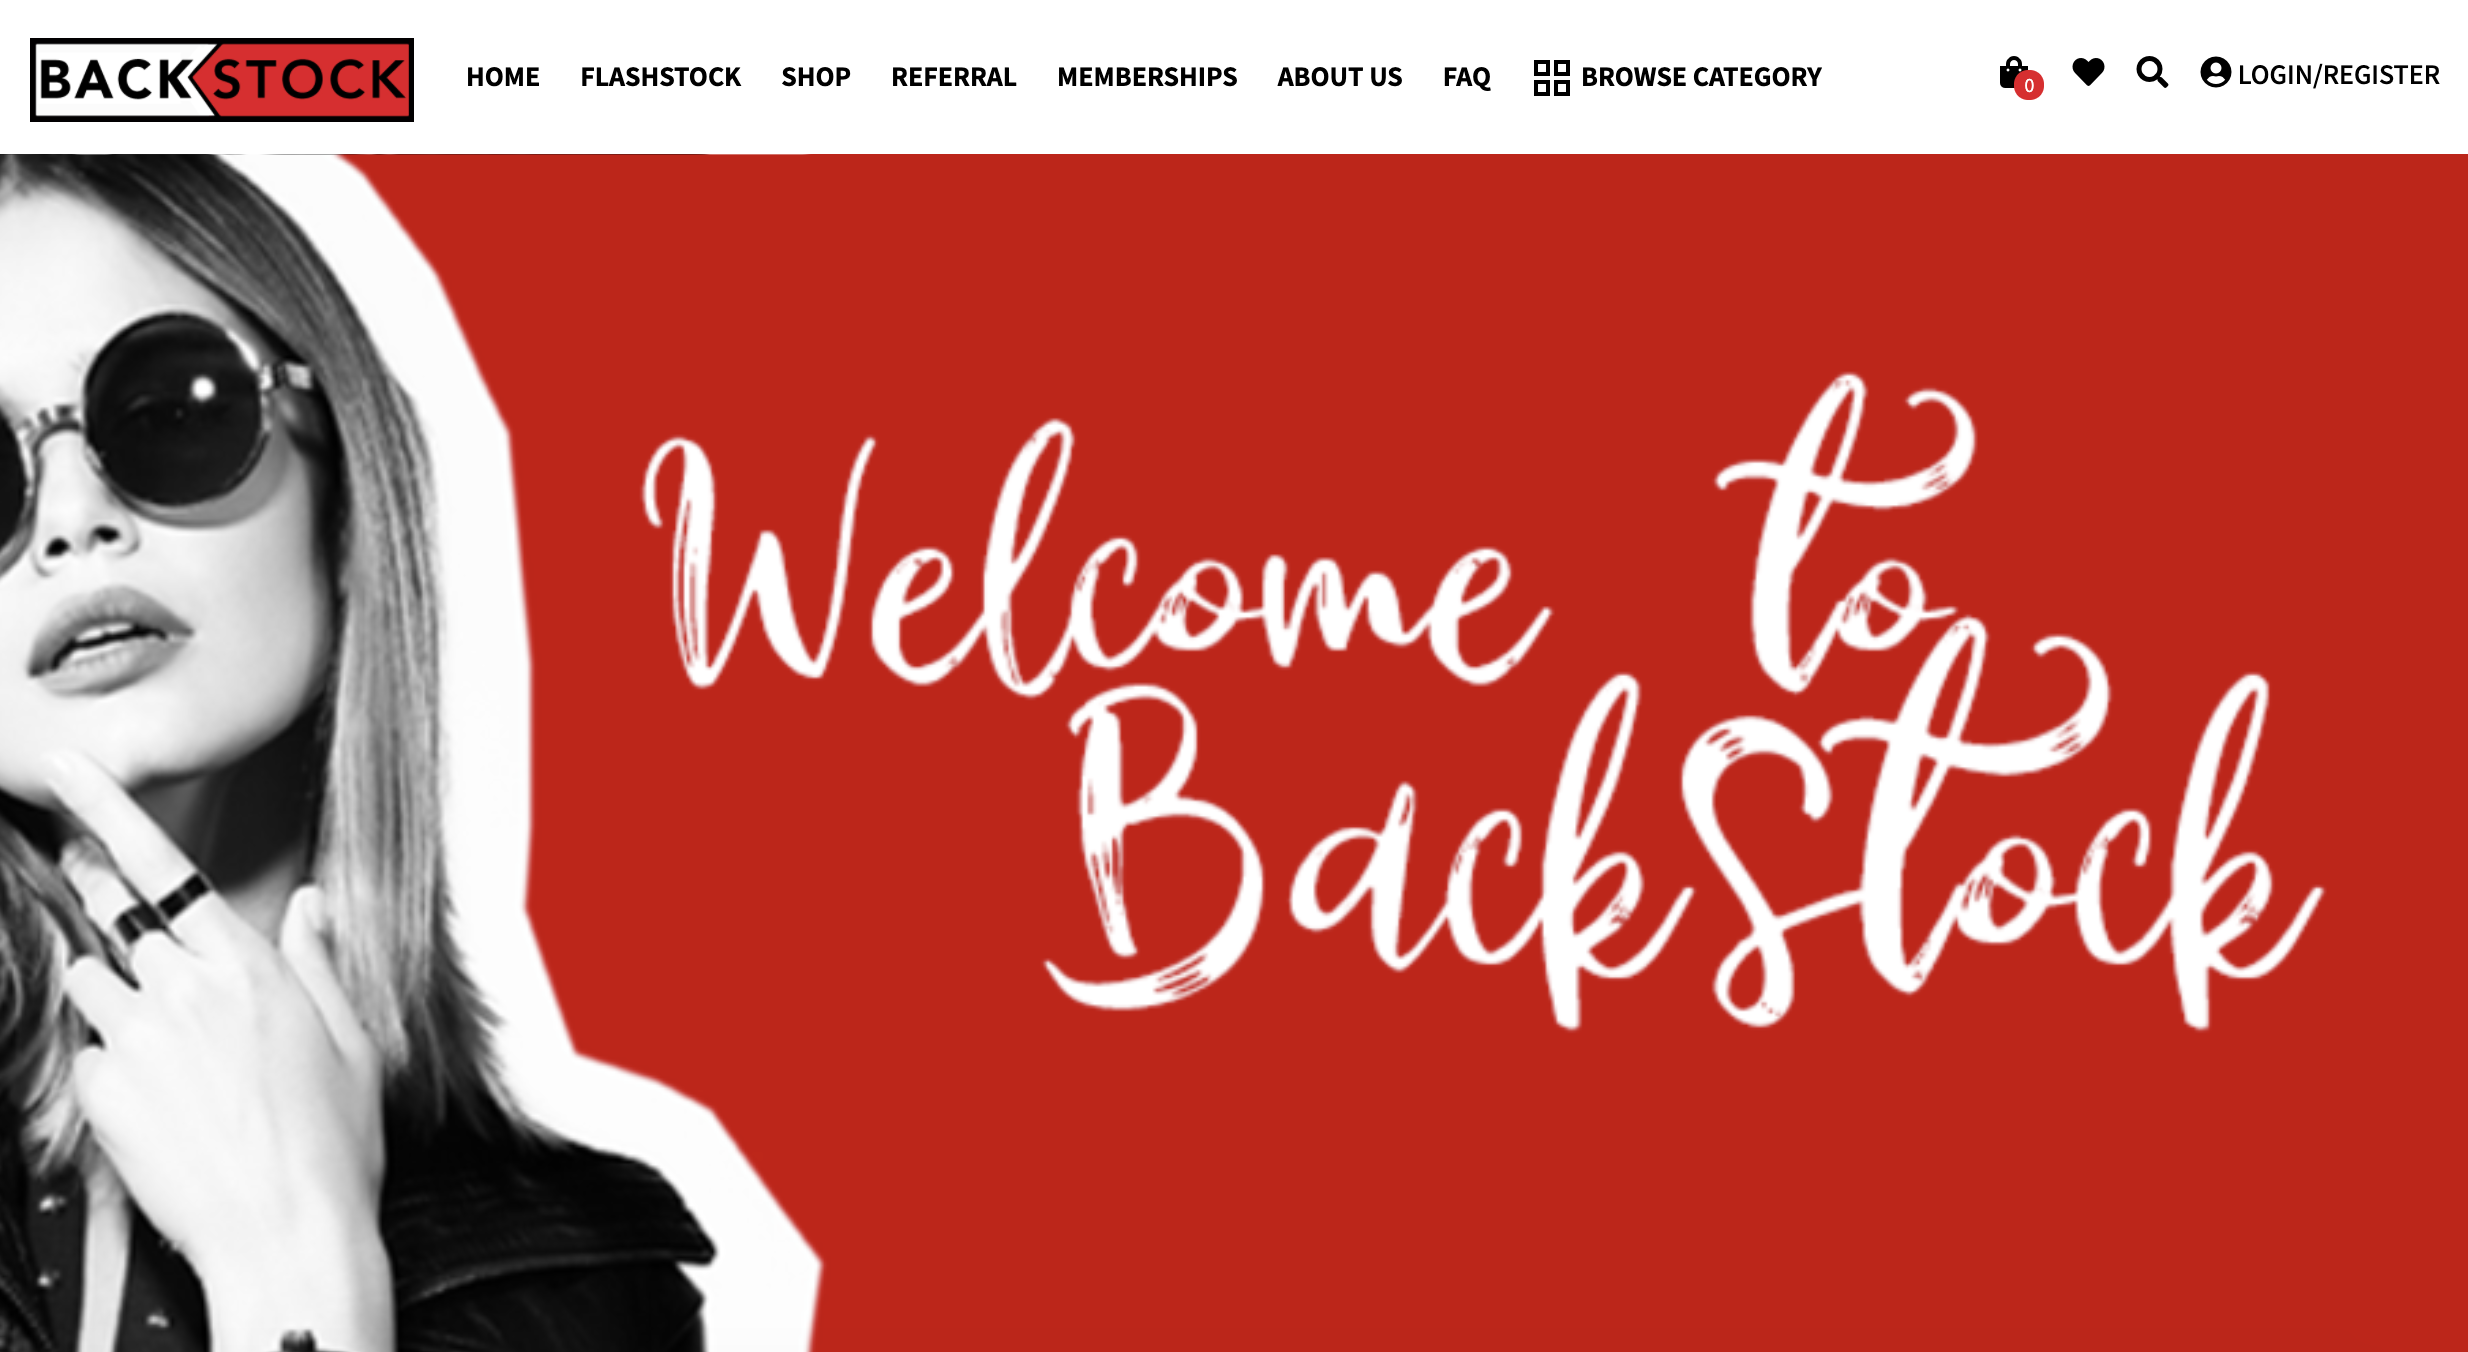 BACKSTOCK HOME FLASHSTOCK SHOP REFERRAL MEMBERSHIPS ABOUT US FAQ BROWSE CATEGORY 0 LOGIN/REGISTER
Welcome to
BackStock